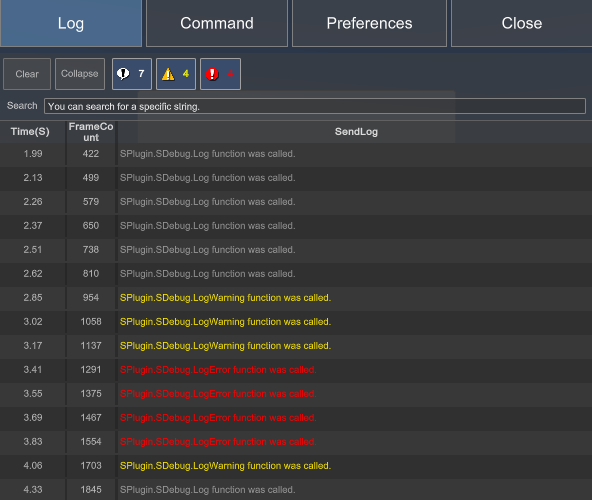 Log Command Preferences Close
Clear Collapse 7 4 4
Search You can search for a specific string.
Time(S) FrameCo
unt SendLog
1.99 422 SPlugin.SDebug.Log function was called.
2.13 499 SPlugin.SDebug.Log function was called.
2.26 579 SPlugin.SDebug.Log function was called.
2.37 650 SPlugin.SDebug.Log function was called.
2.51 738 SPlugin.SDebug.Log function was called.
2.62 810 SPlugin.SDebug.Log function was called.
2.85 954 SPlugin.SDebug.LogWarning function was called.
3.02 1058 SPlugin.SDebug.LogWarning function was called.
3.17 1137 SPlugin.SDebug.LogWarning function was called.
3.41 1291 SPlugin.SDebug.LogError function was called.
3.55 1375 SPlugin.SDebug.LogError function was called.
3.69 1467 SPlugin.SDebug.LogError function was called.
3.83 1554 SPlugin.SDebug.LogError function was called.
4.06 1703 SPlugin.SDebug.LogWarning function was called.
4.33 1845 SPlugin.SDebug.Log function was called.